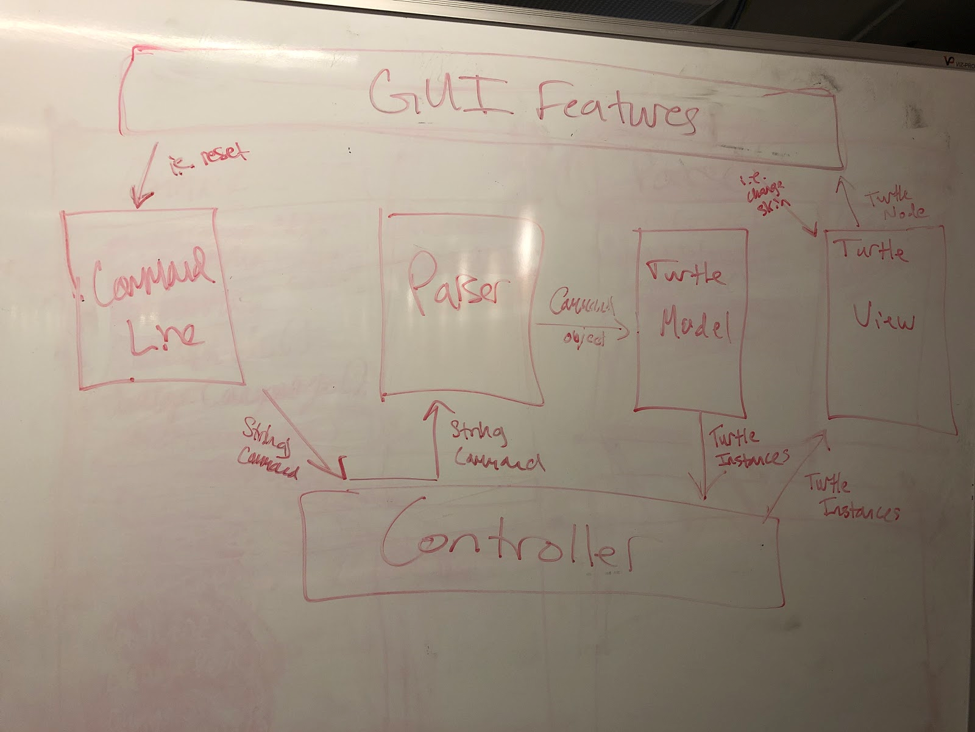 GUI Features
i.e. reset
i.e.
change
skin
Turtle
Node
Command
Line
Parser
Command
object
Turtle
Model
Turtle
View
String
Command
String
Command
Turtle
Instances
Turtle
Instances
Controller